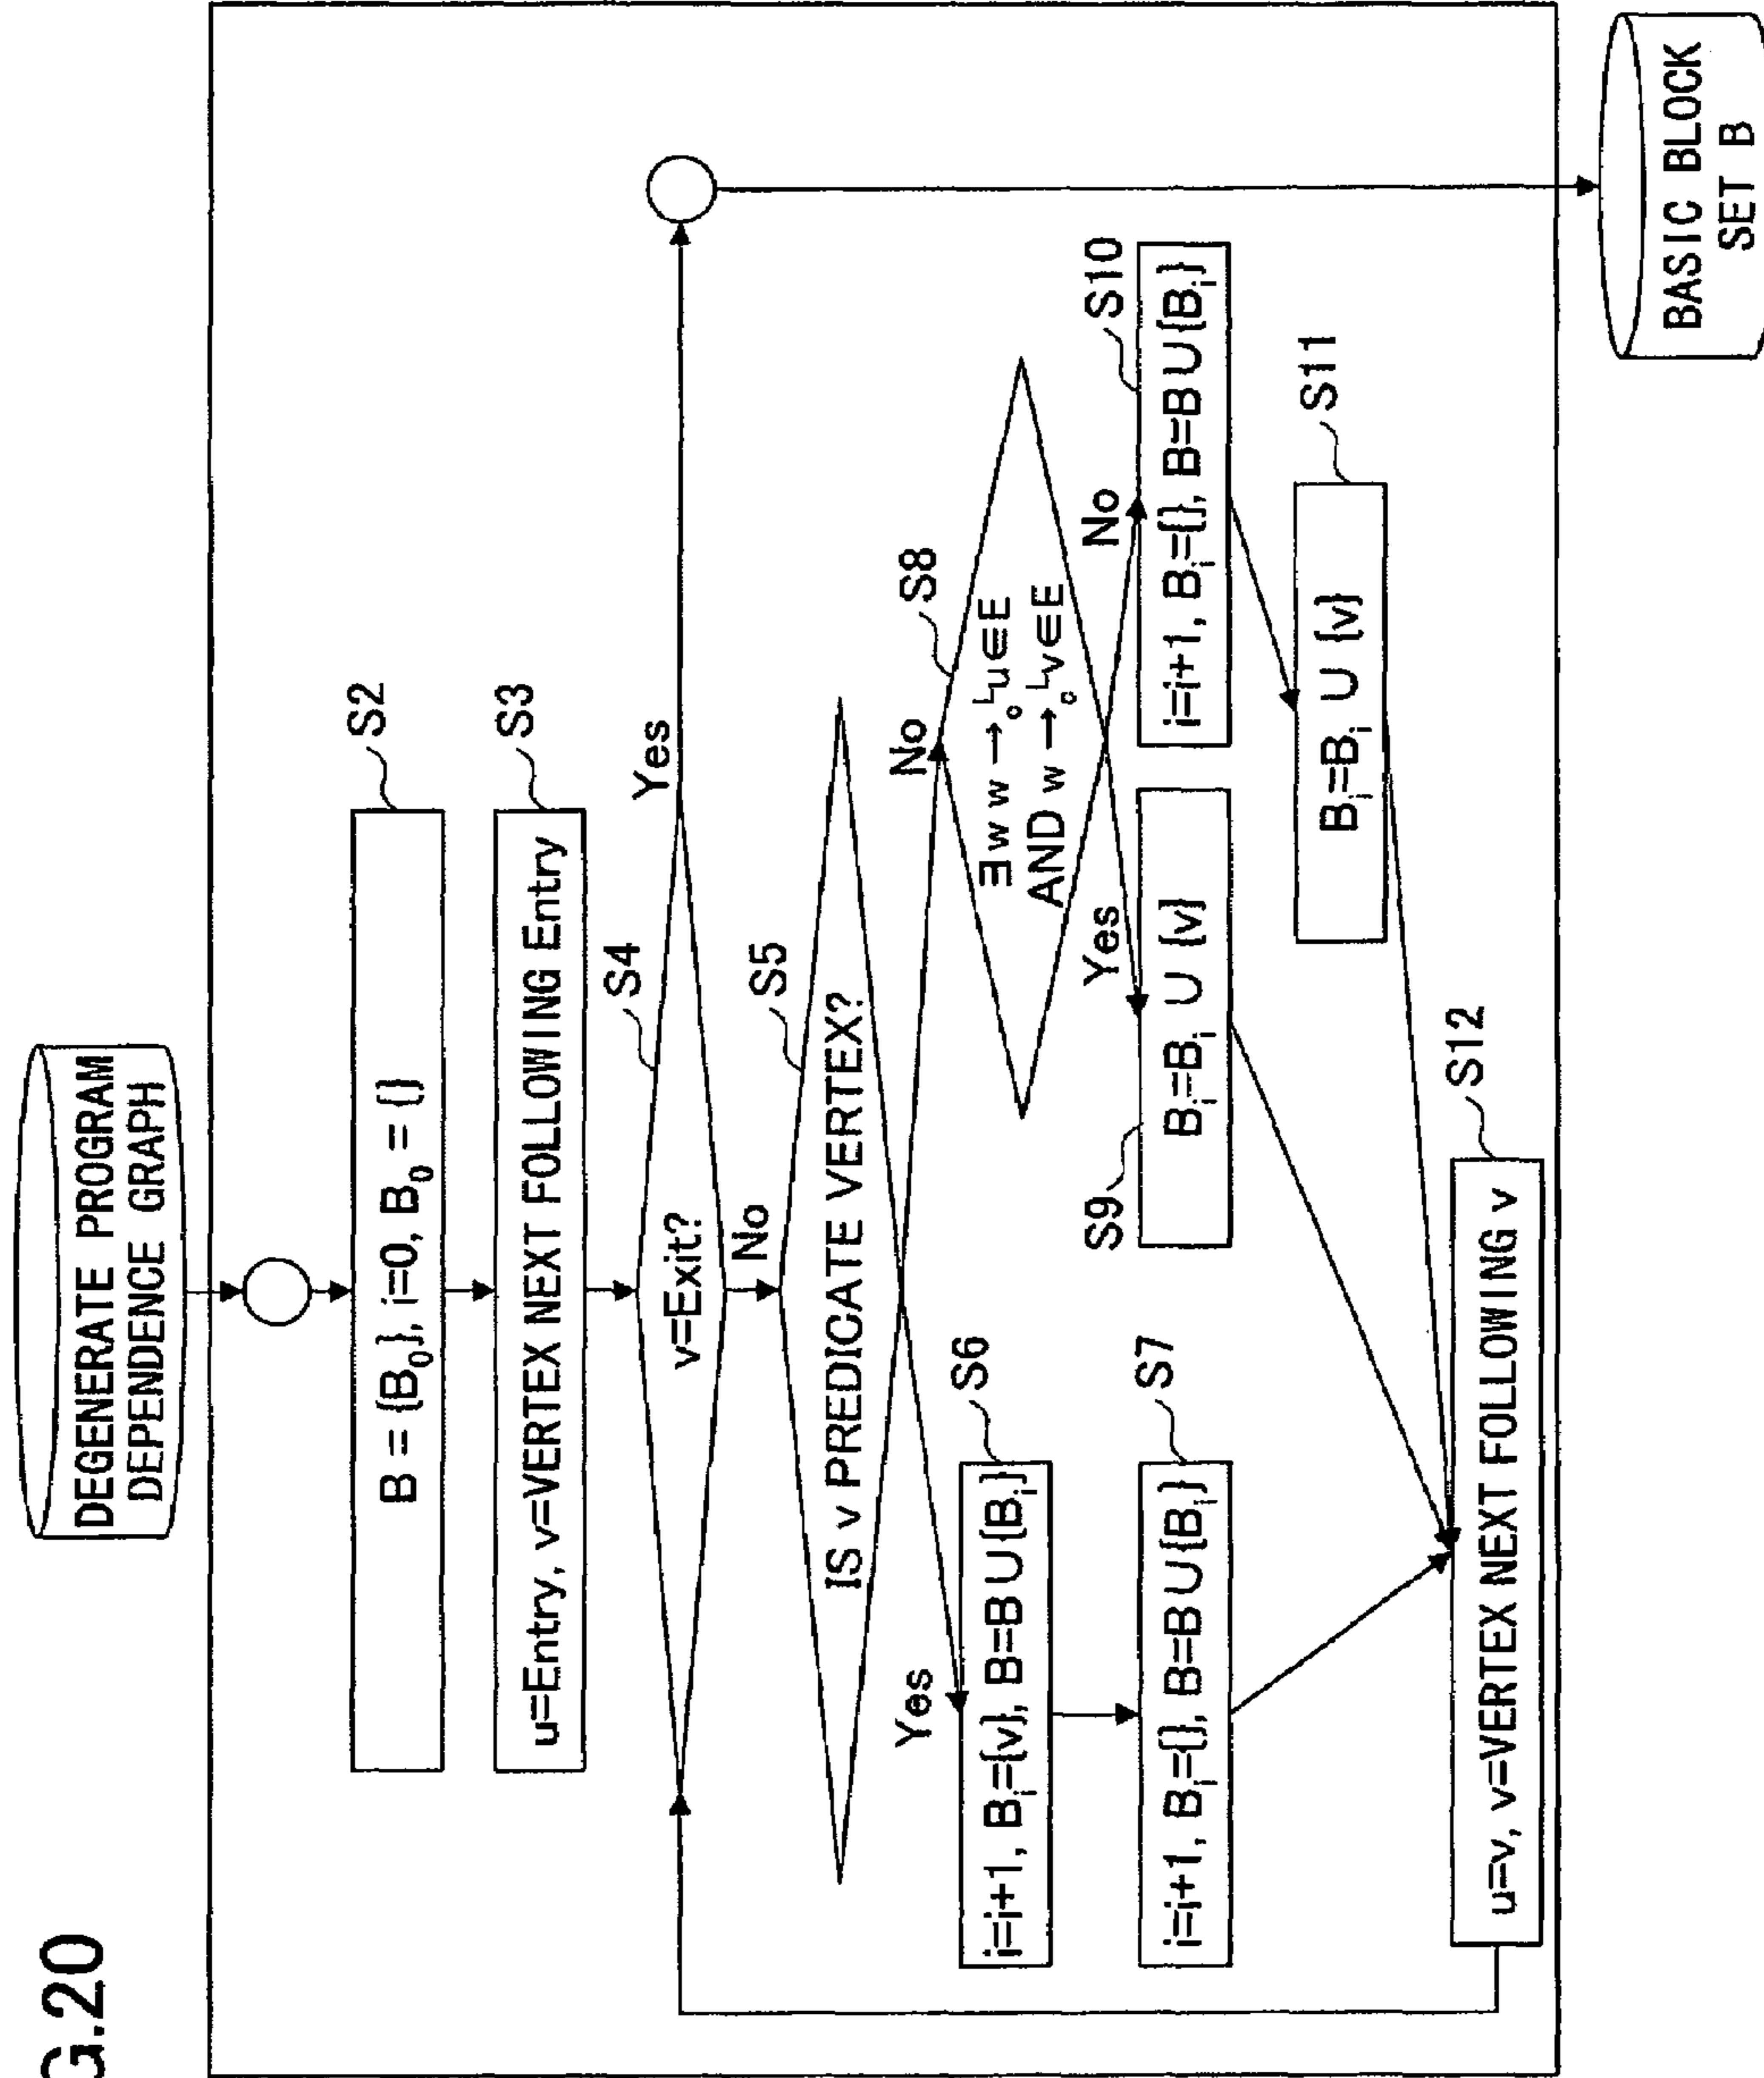 G.20
DEGENERATE PROGRAM
DEPENDENCE GRAPH
B={B₀}, i=0, B₀={}
S2
u=Entry, v=VERTEX NEXT FOLLOWING Entry
S3
S4
v=Exit?
Yes
No
S5
IS v PREDICATE VERTEX?
Yes
No
S6
i=i+1, Bᵢ={v}, B=B∪{Bᵢ}
S7
i=i+1, Bᵢ={}, B=B∪{Bᵢ}
S8
∃w w→c^L u∈E
AND w→c^L v∈E
Yes
No
S9
Bᵢ=Bᵢ ∪ {v}
S10
i=i+1, Bᵢ={}, B=B∪{Bᵢ}
S11
Bᵢ=Bᵢ ∪ {v}
S12
u=v, v=VERTEX NEXT FOLLOWING v
BASIC BLOCK
SET B